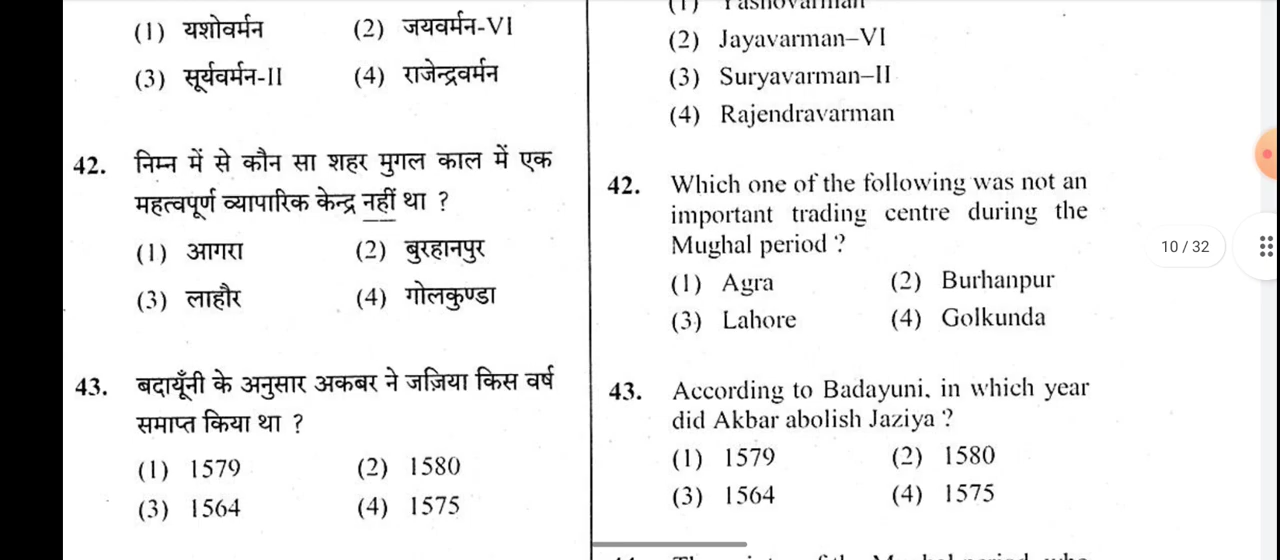 (1) यशोवर्मन (2) जयवर्मन-VI
(3) सूर्यवर्मन-II (4) राजेन्द्रवर्मन
42. निम्न में से कौन सा शहर मुगल काल में एक
महत्वपूर्ण व्यापारिक केन्द्र नहीं था ?
(1) आगरा (2) बुरहानपुर
(3) लाहौर (4) गोलकुण्डा
43. बदायूँनी के अनुसार अकबर ने जज़िया किस वर्ष
समाप्त किया था ?
(1) 1579 (2) 1580
(3) 1564 (4) 1575
(1) Yashovarman
(2) Jayavarman–VI
(3) Suryavarman–II
(4) Rajendravarman
42. Which one of the following was not an
important trading centre during the
Mughal period ?
(1) Agra (2) Burhanpur
(3) Lahore (4) Golkunda
43. According to Badayuni, in which year
did Akbar abolish Jaziya ?
(1) 1579 (2) 1580
(3) 1564 (4) 1575
10 / 32